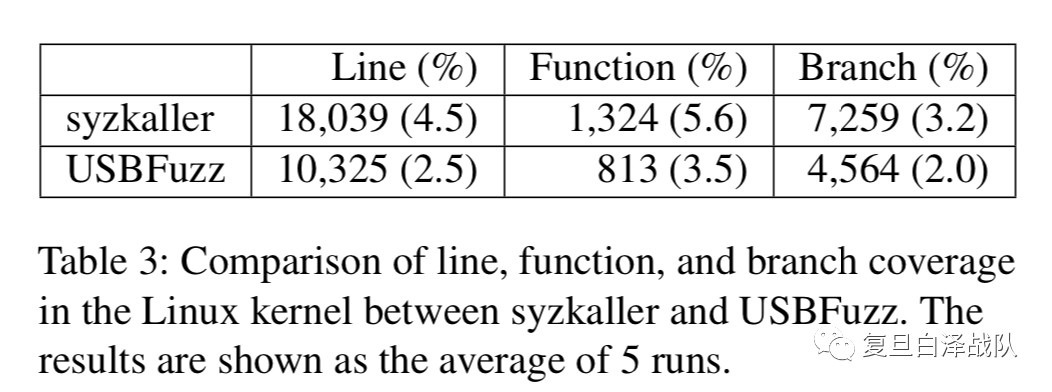 Line (%) Function (%) Branch (%)
syzkaller 18,039 (4.5) 1,324 (5.6) 7,259 (3.2)
USBFuzz 10,325 (2.5) 813 (3.5) 4,564 (2.0)
Table 3: Comparison of line, function, and branch coverage
in the Linux kernel between syzkaller and USBFuzz. The
results are shown as the average of 5 runs.
复旦白泽战队